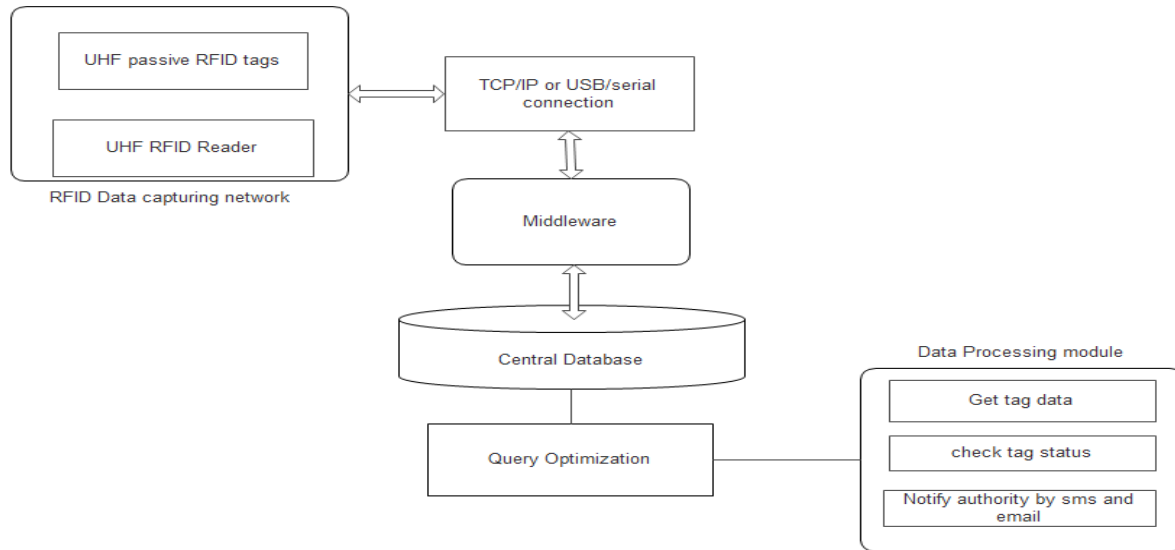 UHF passive RFID tags
UHF RFID Reader
RFID Data capturing network
TCP/IP or USB/serial
connection
Middleware
Central Database
Query Optimization
Data Processing module
Get tag data
check tag status
Notify authority by sms and
email